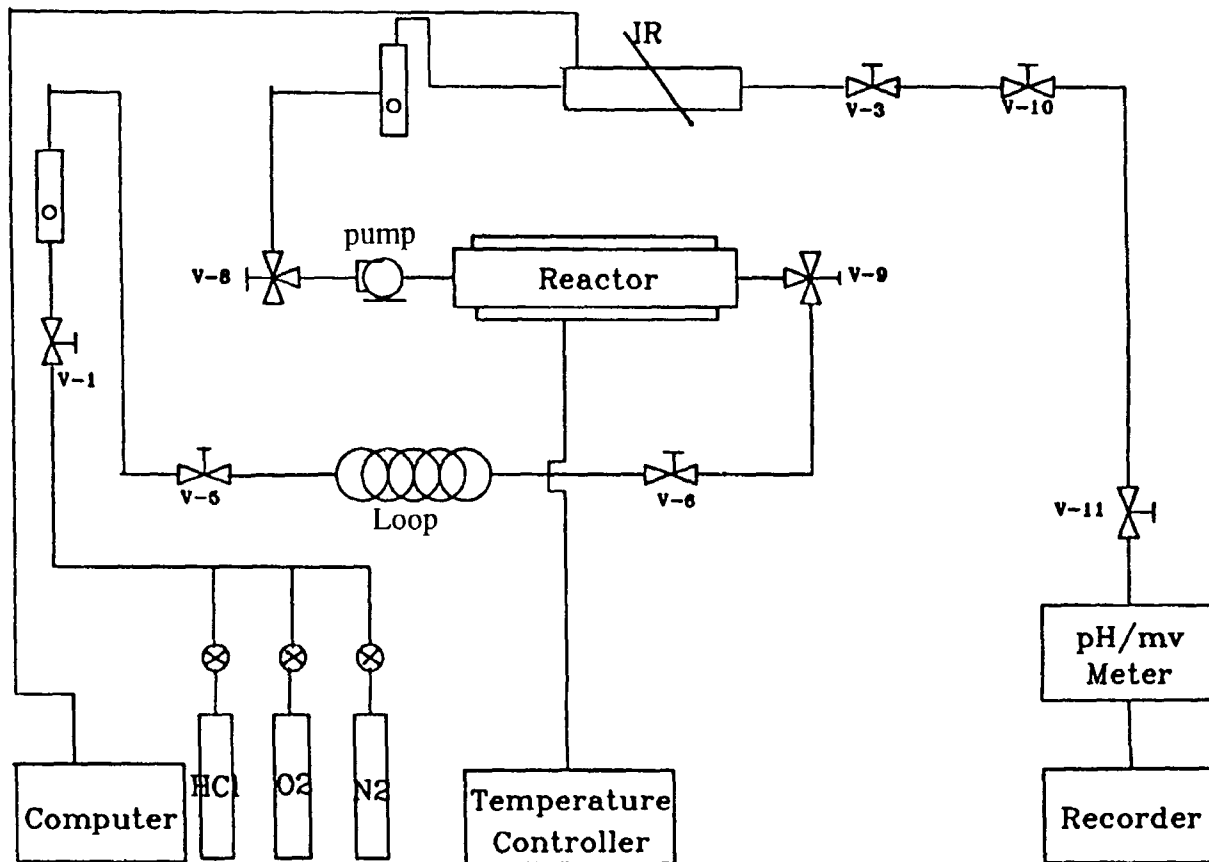 IR
V-3
V-10
pump
V-8
Reactor
V-9
V-1
V-5
Loop
V-6
V-11
pH/mv
Meter
HCl
O2
N2
Computer
Temperature
Controller
Recorder